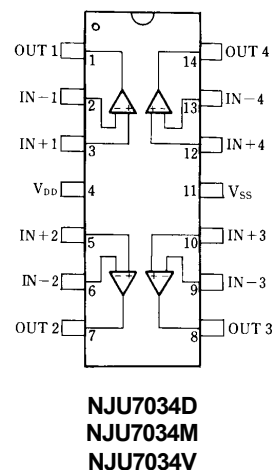 OUT 1 1 14 OUT 4
IN−1 2 13 IN−4
IN+1 3 12 IN+4
VDD 4 11 VSS
IN+2 5 10 IN+3
IN−2 6 9 IN−3
OUT 2 7 8 OUT 3
NJU7034D
NJU7034M
NJU7034V